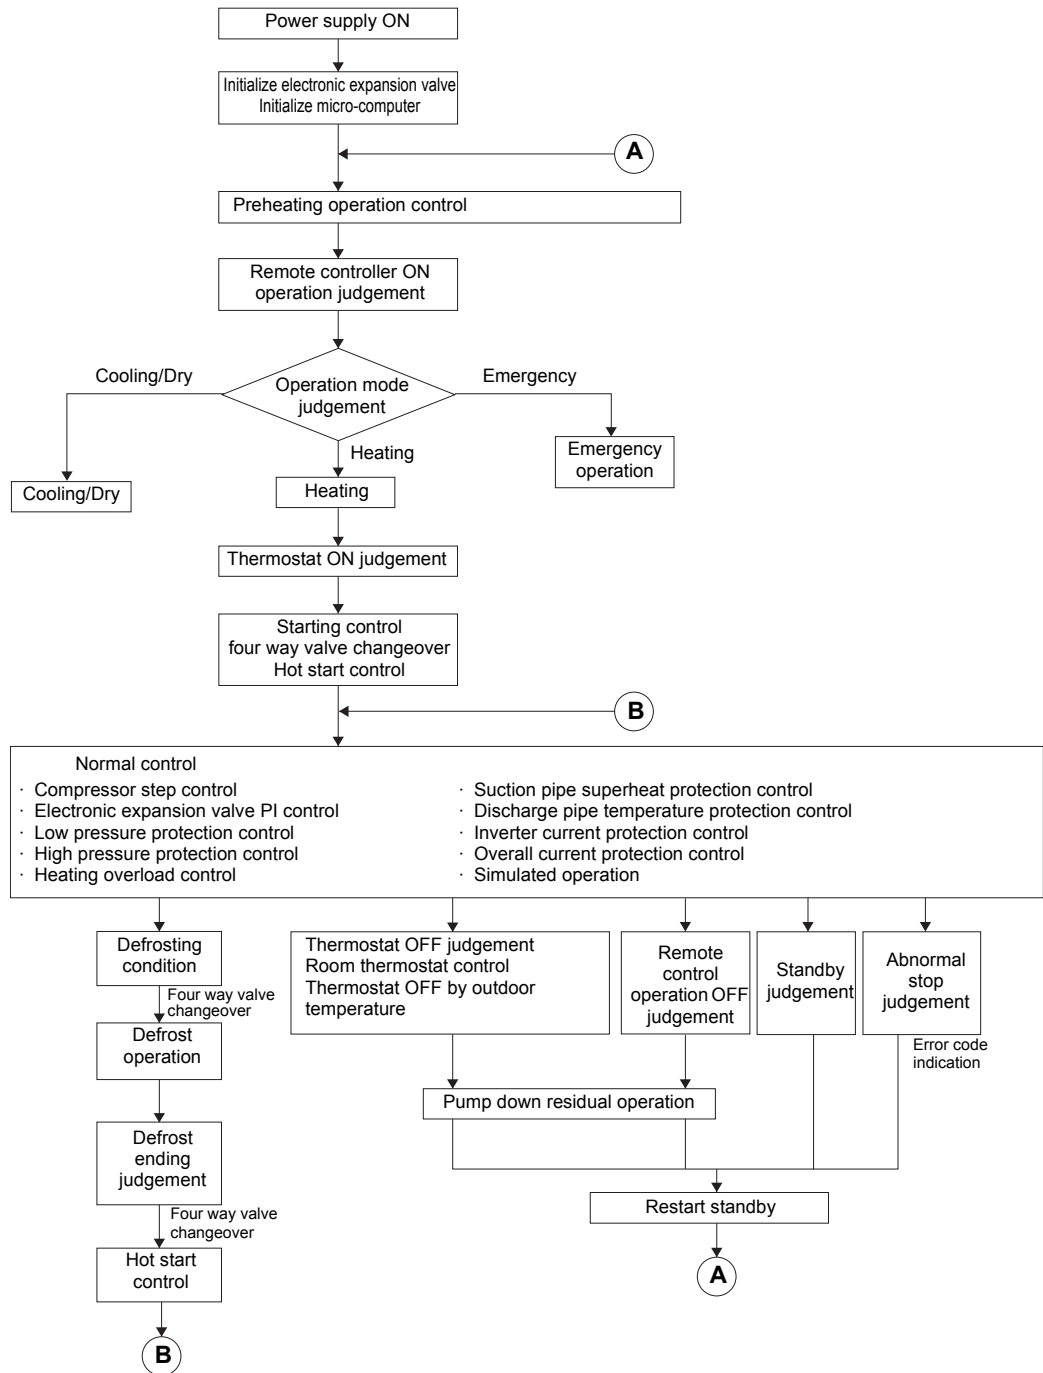 Power supply ON
Initialize electronic expansion valve
Initialize micro-computer
A
Preheating operation control
Remote controller ON
operation judgement
Cooling/Dry
Operation mode
judgement
Emergency
Heating
Emergency
operation
Cooling/Dry
Heating
Thermostat ON judgement
Starting control
four way valve changeover
Hot start control
B
Normal control
· Compressor step control
· Electronic expansion valve PI control
· Low pressure protection control
· High pressure protection control
· Heating overload control
· Suction pipe superheat protection control
· Discharge pipe temperature protection control
· Inverter current protection control
· Overall current protection control
· Simulated operation
Defrosting
condition
Four way valve
changeover
Defrost
operation
Defrost
ending
judgement
Four way valve
changeover
Hot start
control
B
Thermostat OFF judgement
Room thermostat control
Thermostat OFF by outdoor
temperature
Remote
control
operation OFF
judgement
Standby
judgement
Abnormal
stop
judgement
Error code
indication
Pump down residual operation
Restart standby
A